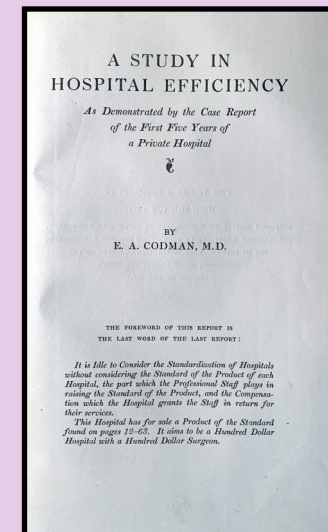 A STUDY IN
HOSPITAL EFFICIENCY
As Demonstrated by the Case Report
of the First Five Years of
a Private Hospital
BY
E. A. CODMAN, M.D.
THE FOREWORD OF THIS REPORT IS
THE LAST WORD OF THE LAST REPORT:
It is Idle to Consider the Standardization of Hospitals
without considering the Standard of the Product of each
Hospital, the part which the Professional Staff plays in
raising the Standard of the Product, and the Compensa-
tion which the Hospital grants the Staff in return for
their services.
This Hospital has for sale a Product of the Standard
found on pages 12-63. It aims to be a Hundred Dollar
Hospital with a Hundred Dollar Surgeon.